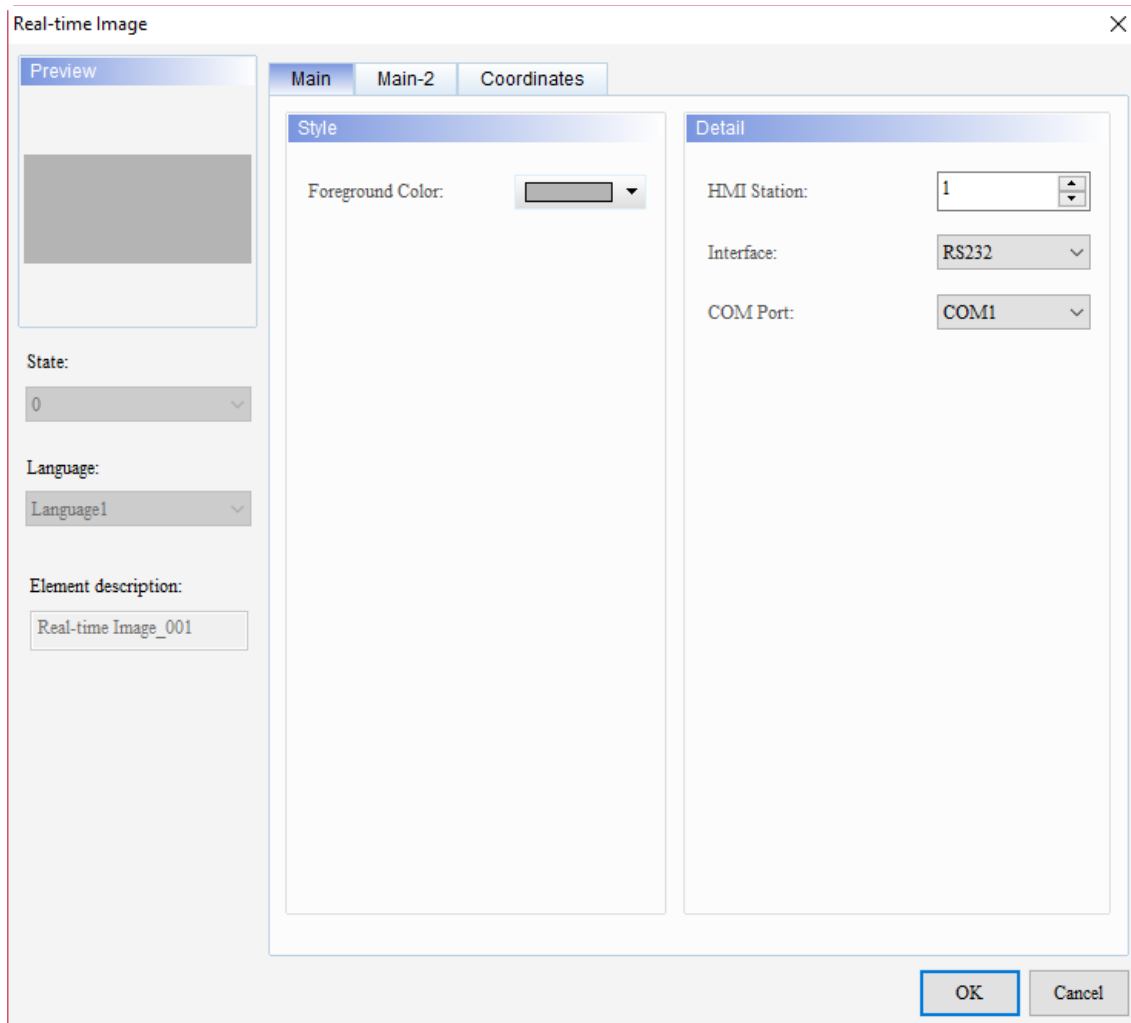 Real-time Image
Preview
State:
0
Language:
Language1
Element description:
Real-time Image_001
Main Main-2 Coordinates
Style
Foreground Color:
Detail
HMI Station: 1
Interface: RS232
COM Port: COM1
OK Cancel